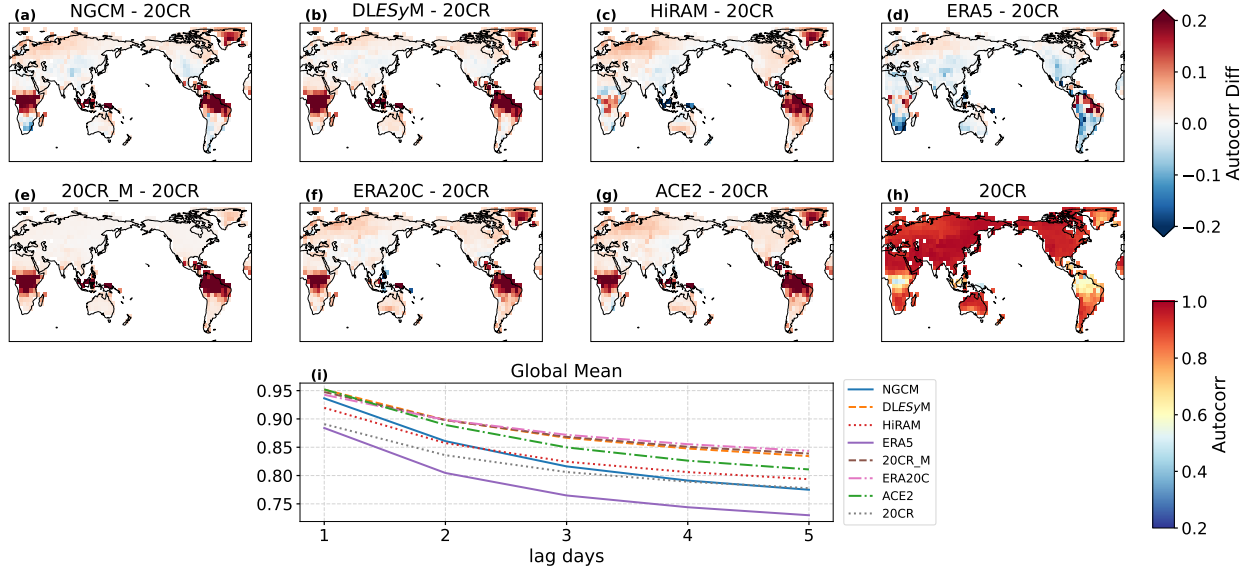 (a) NGCM - 20CR
(b) DLESyM - 20CR
(c) HiRAM - 20CR
(d) ERA5 - 20CR
0.2
0.1
0.0
−0.1
−0.2
Autocorr Diff
(e) 20CR_M - 20CR
(f) ERA20C - 20CR
(g) ACE2 - 20CR
(h) 20CR
1.0
0.8
0.6
0.4
0.2
Autocorr
(i) Global Mean
0.95
0.90
0.85
0.80
0.75
1 2 3 4 5
lag days
NGCM
DLESyM
HiRAM
ERA5
20CR_M
ERA20C
ACE2
20CR